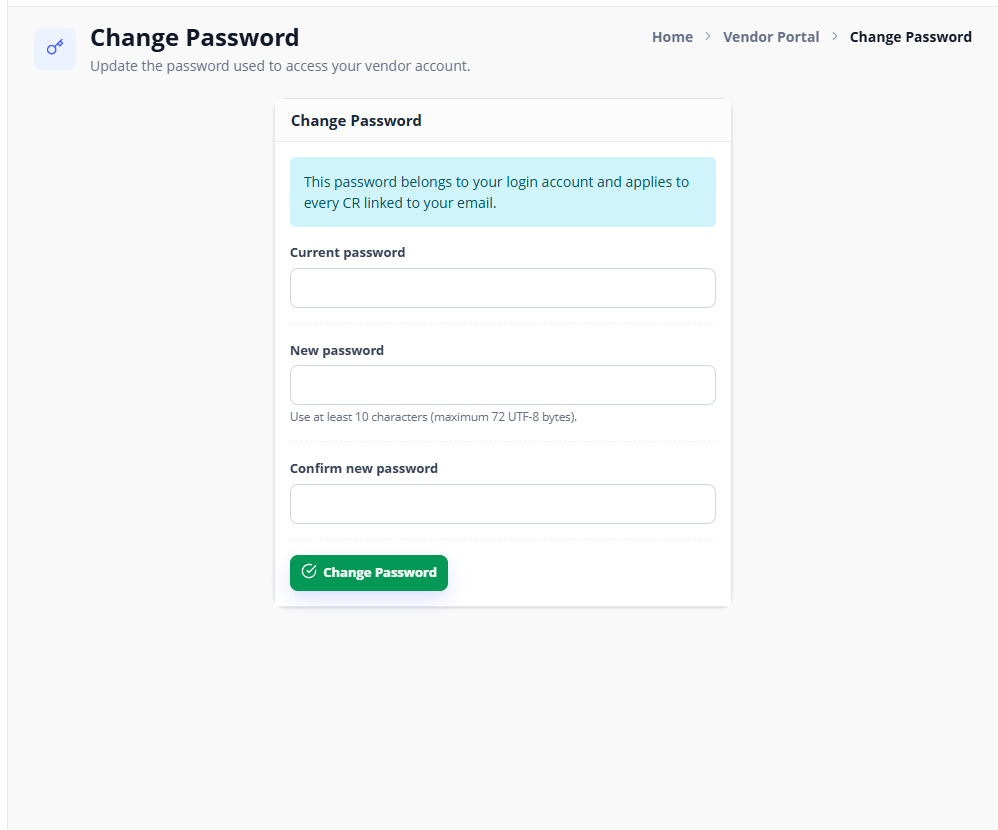 Change Password
Update the password used to access your vendor account.
Home > Vendor Portal > Change Password
Change Password
This password belongs to your login account and applies to
every CR linked to your email.
Current password
New password
Use at least 10 characters (maximum 72 UTF-8 bytes).
Confirm new password
Change Password